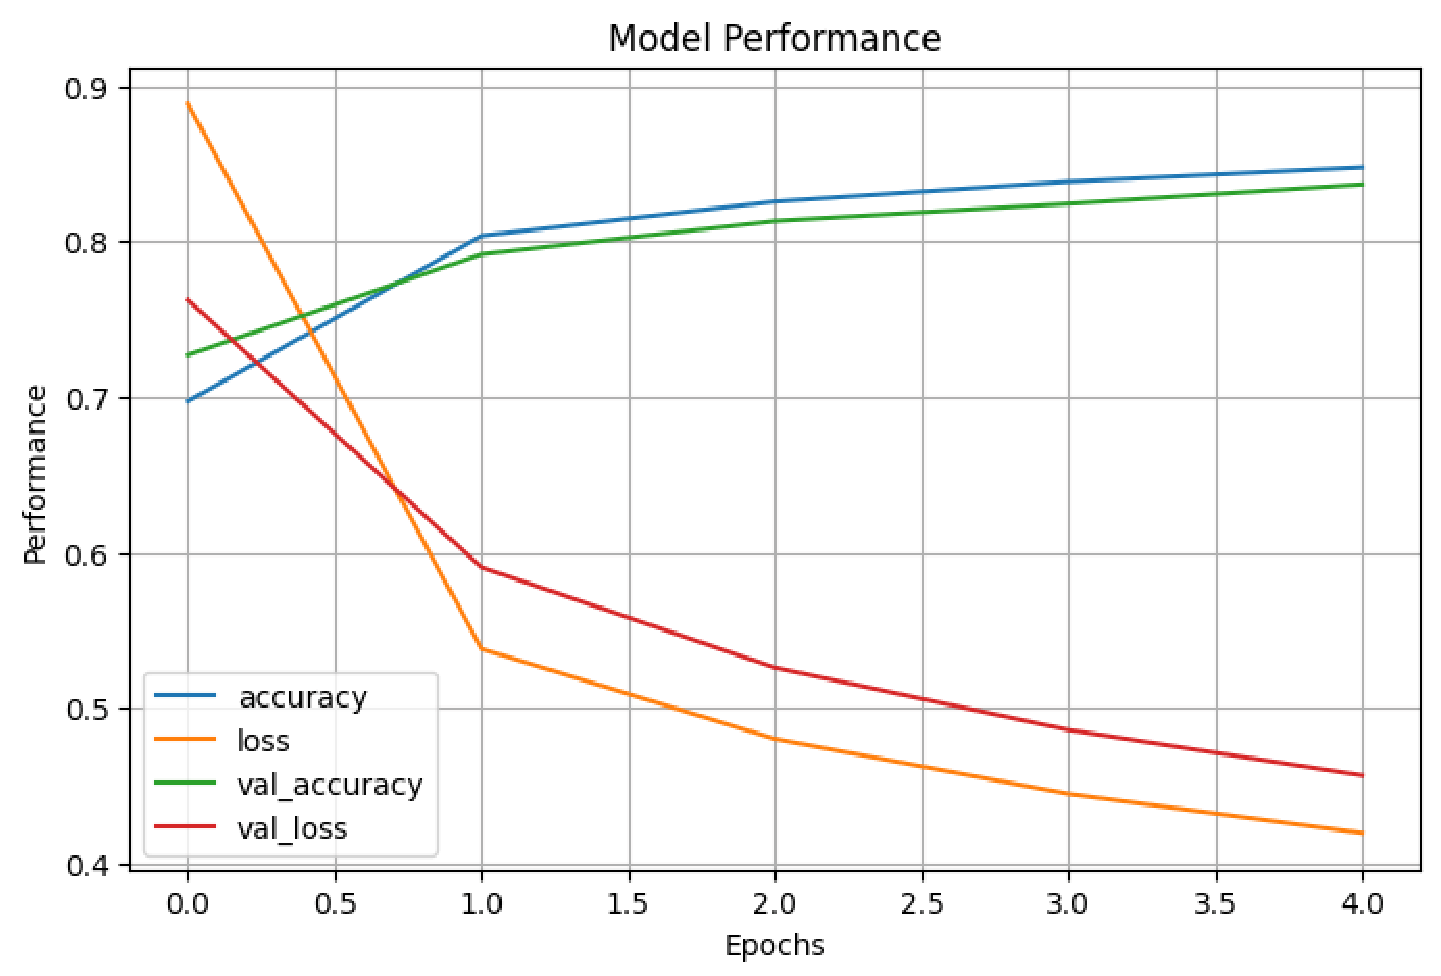 Model Performance
Performance
0.9
0.8
0.7
0.6
0.5
0.4
accuracy
loss
val_accuracy
val_loss
0.0 0.5 1.0 1.5 2.0 2.5 3.0 3.5 4.0
Epochs